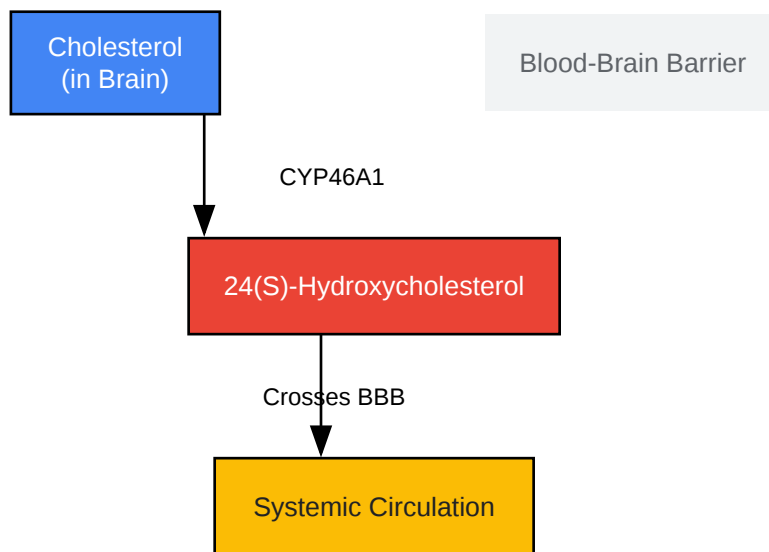 Cholesterol
(in Brain)
Blood-Brain Barrier
CYP46A1
24(S)-Hydroxycholesterol
Crosses BBB
Systemic Circulation